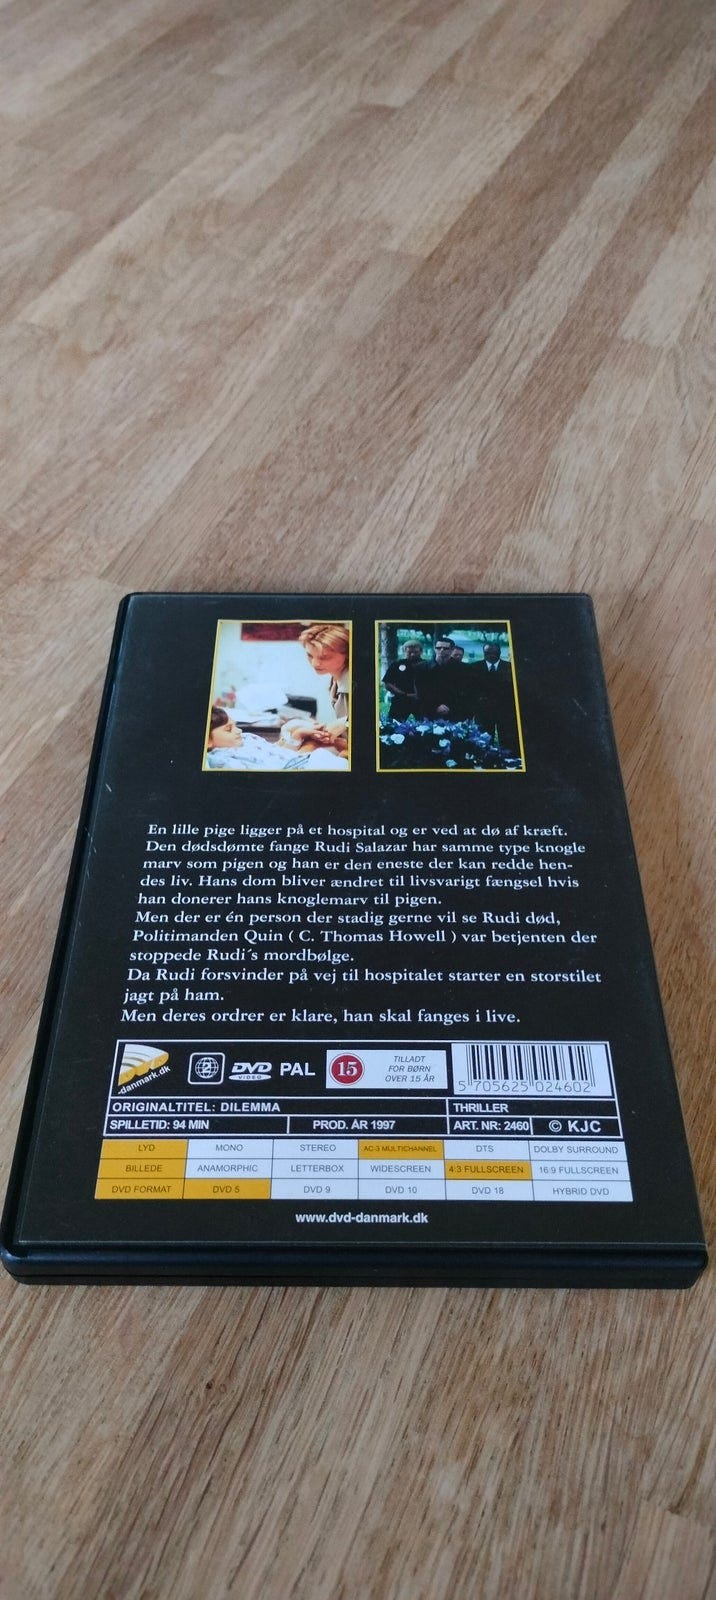 En lille pige ligger på et hospital og er ved at dø af kræft.
Den dødsdømte fange Rudi Salazar har samme type knogle
marv som pigen og han er den eneste der kan redde hen-
des liv. Hans dom bliver ændret til livsvarigt fængsel hvis
han donerer hans knoglemarv til pigen.
Men der er én person der stadig gerne vil se Rudi død,
Politimanden Quin ( C. Thomas Howell ) var betjenten der
stoppede Rudi´s mordbølge.
Da Rudi forsvinder på vej til hospitalet starter en storstilet
jagt på ham.
Men deres ordrer er klare, han skal fanges i live.
DVD
-danmark.dk
2
DVD
VIDEO
PAL
15
TILLADT
FOR BØRN
OVER 15 ÅR
5 705625 024602
ORIGINALTITEL: DILEMMA THRILLER
SPILLETID: 94 MIN PROD. ÅR 1997 ART. NR: 2460 © KJC
LYD MONO STEREO AC-3 MULTICHANNEL DTS DOLBY SURROUND
BILLEDE ANAMORPHIC LETTERBOX WIDESCREEN 4:3 FULLSCREEN 16:9 FULLSCREEN
DVD FORMAT DVD 5 DVD 9 DVD 10 DVD 18 HYBRID DVD
www.dvd-danmark.dk